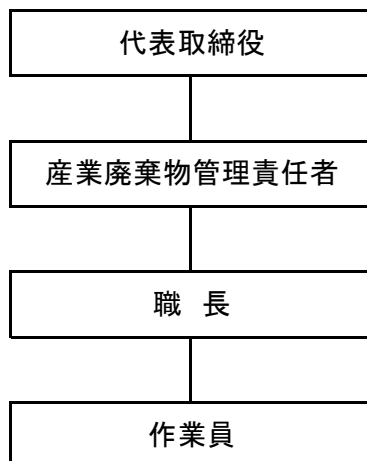 代表取締役
産業廃棄物管理責任者
職 長
作業員